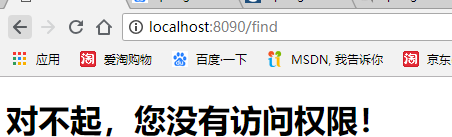 localhost:8090/find
应用 爱淘购物 百度一下 MSDN, 我告诉你 京东
对不起，您没有访问权限！